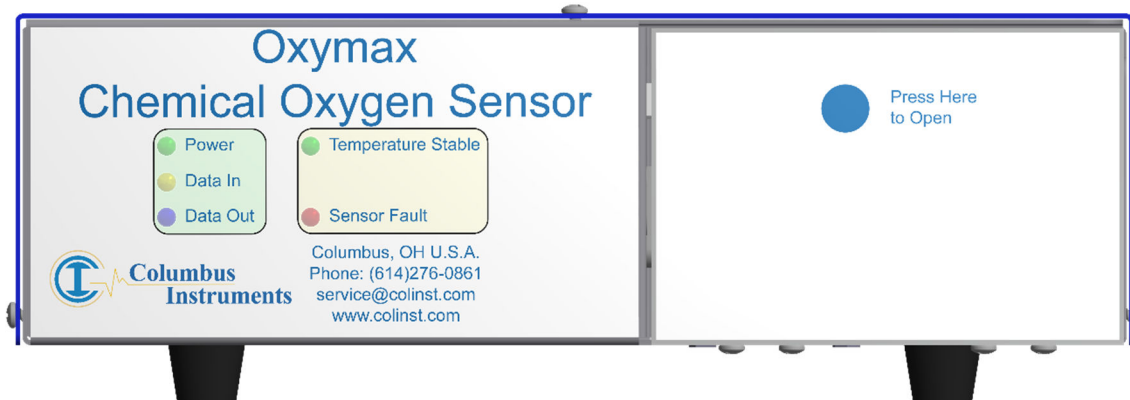 Oxymax
Chemical Oxygen Sensor
Power
Data In
Data Out
Temperature Stable
Sensor Fault
Columbus
Instruments
Columbus, OH U.S.A.
Phone: (614)276-0861
service@colinst.com
www.colinst.com
Press Here
to Open